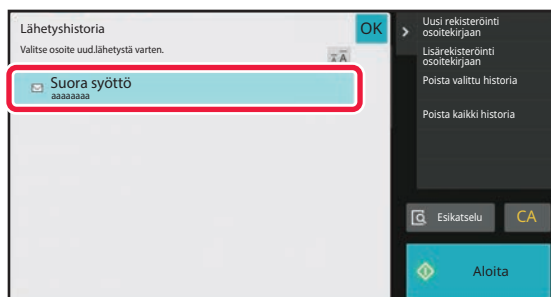 Lähetyshistoria
OK
Valitse osoite uud.lähetystä varten.
Suora syöttö
aaaaaaaa
Uusi rekisteröinti
osoitekirjaan
Lisärekisteröinti
osoitekirjaan
Poista valittu historia
Poista kaikki historia
Esikatselu
CA
Aloita